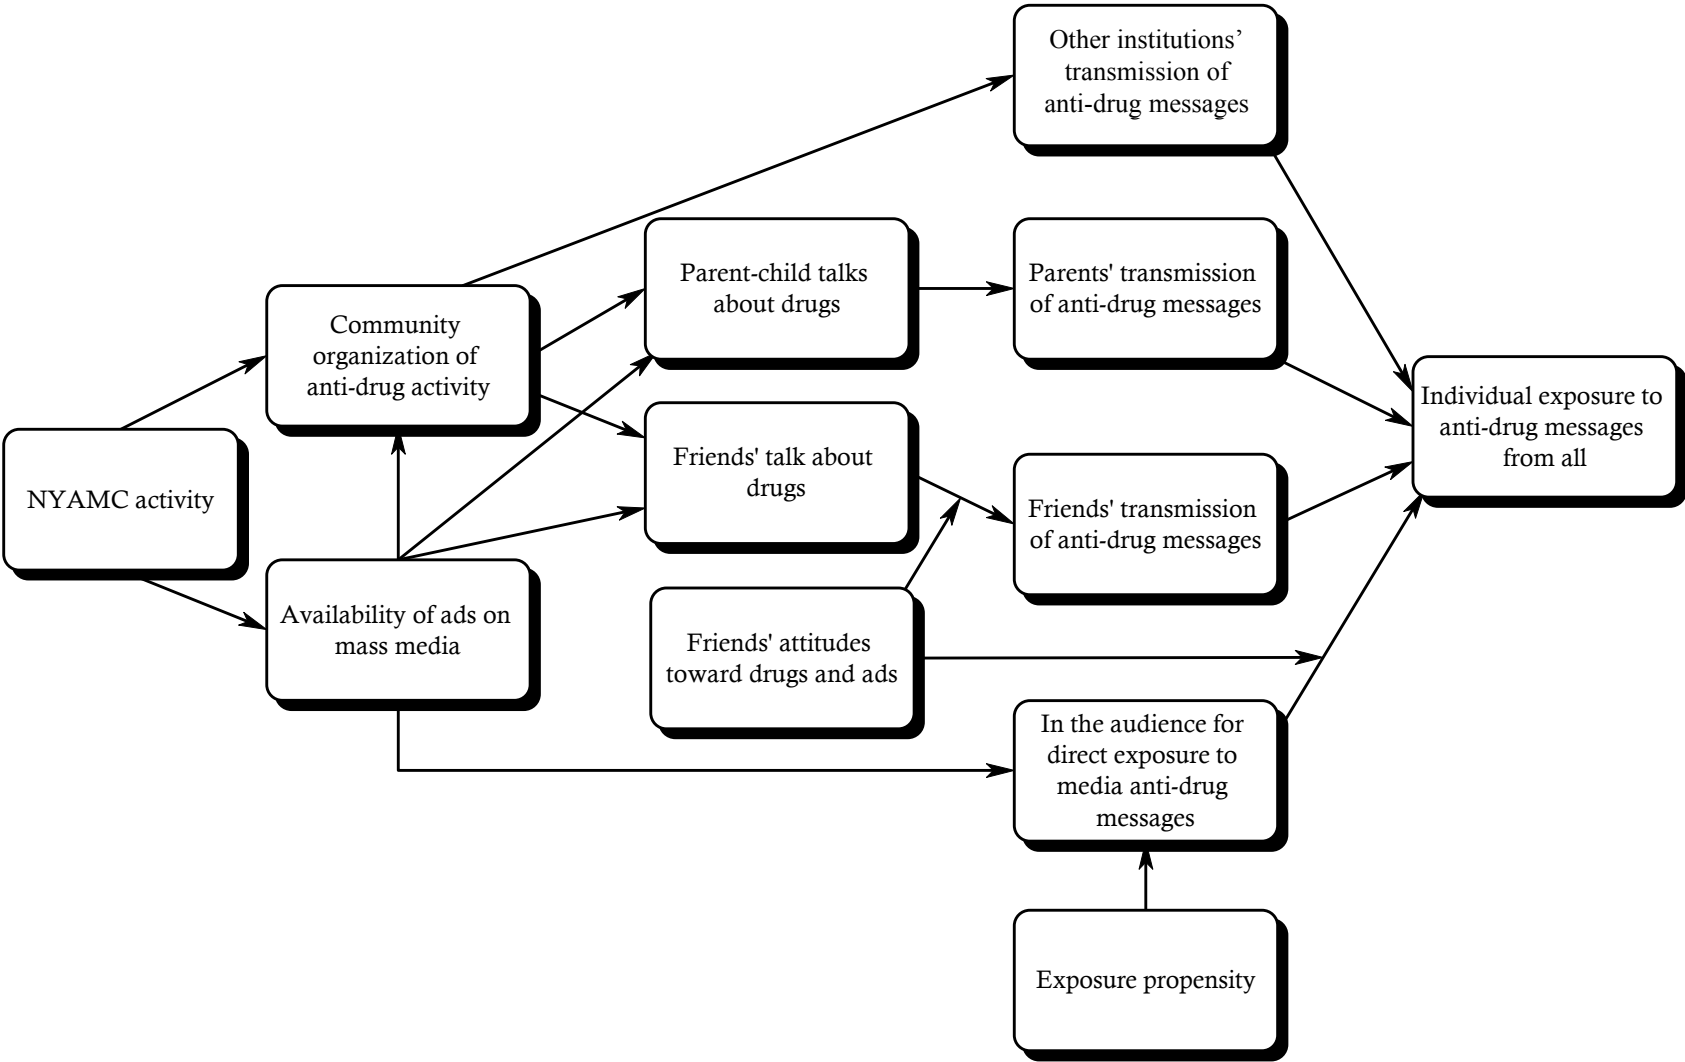 Other institutions’
transmission of
anti-drug messages
Parent-child talks
about drugs
Parents' transmission
of anti-drug messages
Community
organization of
anti-drug activity
Individual exposure to
anti-drug messages
from all
Friends' talk about
drugs
NYAMC activity
Friends' transmission
of anti-drug messages
Availability of ads on
mass media
Friends' attitudes
toward drugs and ads
In the audience for
direct exposure to
media anti-drug
messages
Exposure propensity